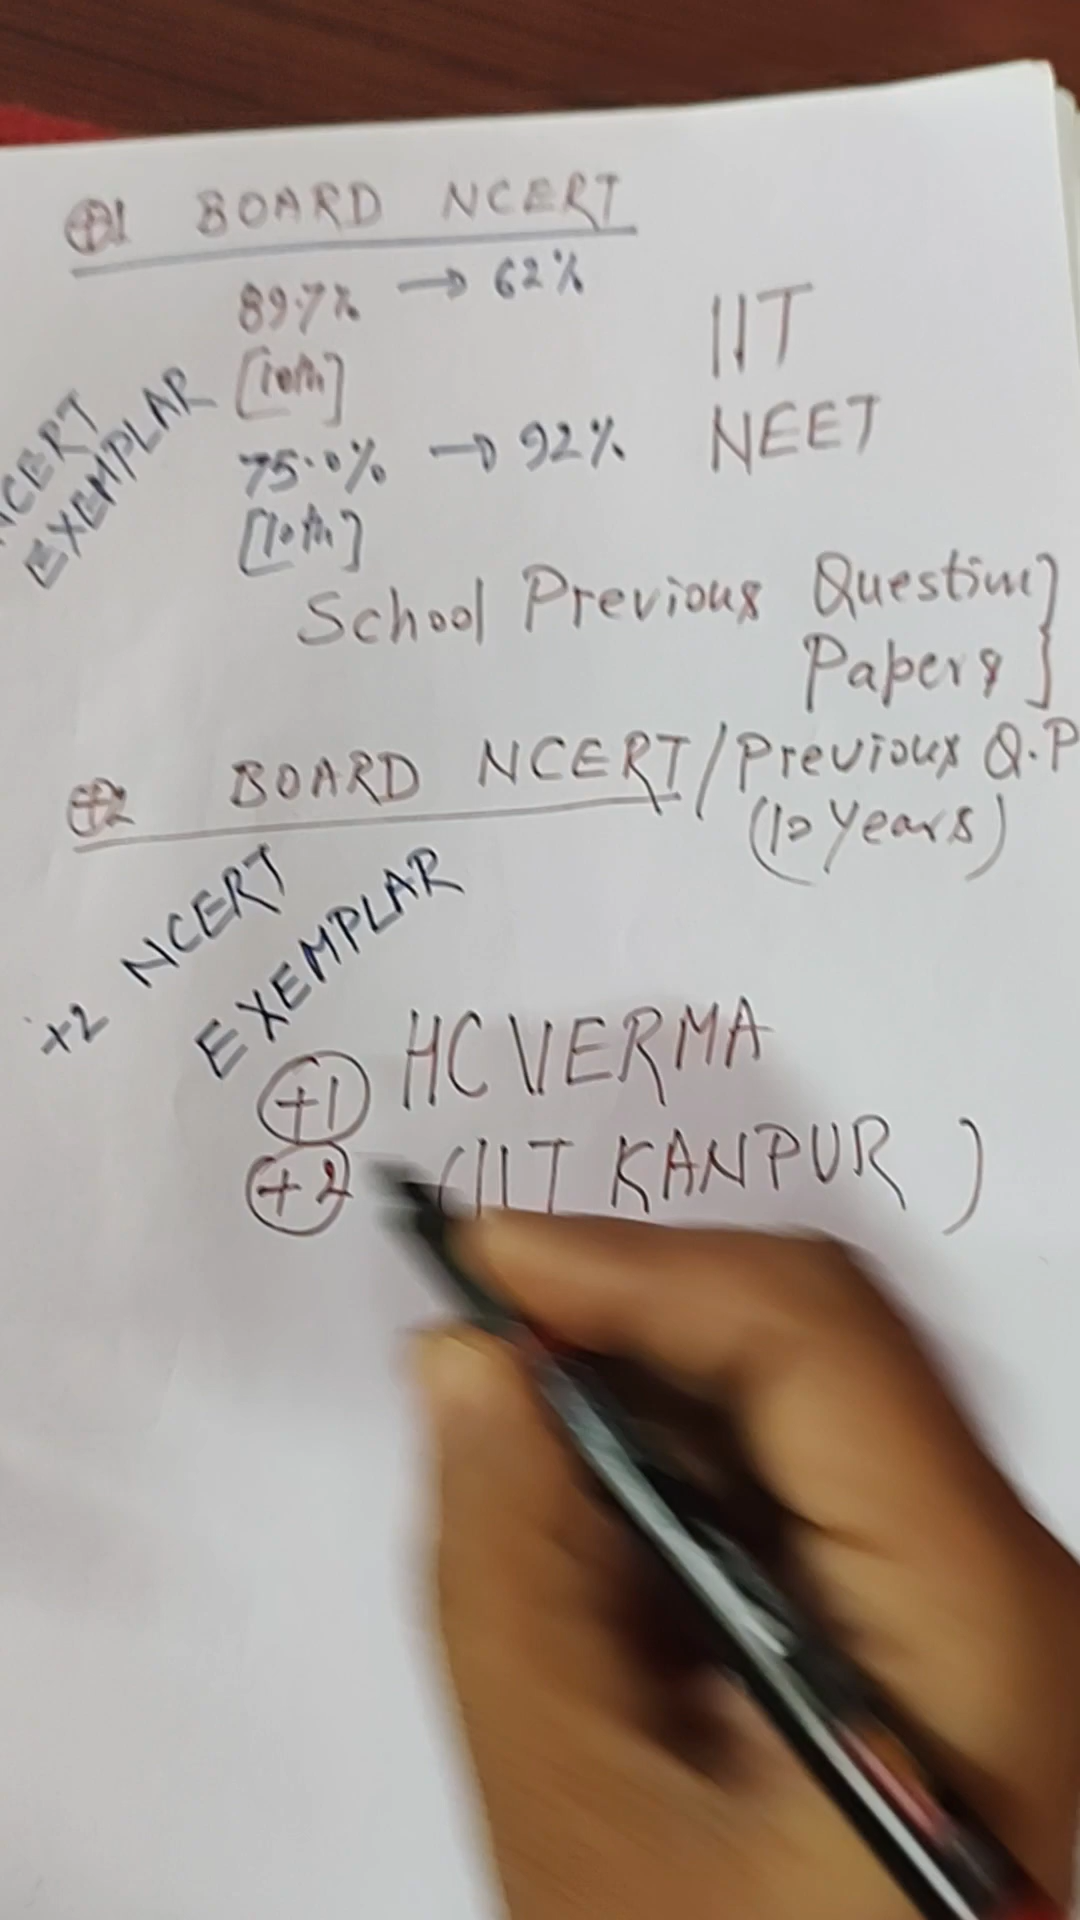 +1 BOARD NCERT
89.7% → 62%
[10th]
IIT
NCERT
EXEMPLAR
75.0% → 92%
[10th]
NEET
School Previous Question
Papers
+2 BOARD NCERT/Previous Q.P
(10 Years)
+2 NCERT
EXEMPLAR
+1 HC VERMA
+2 (IIT KANPUR)